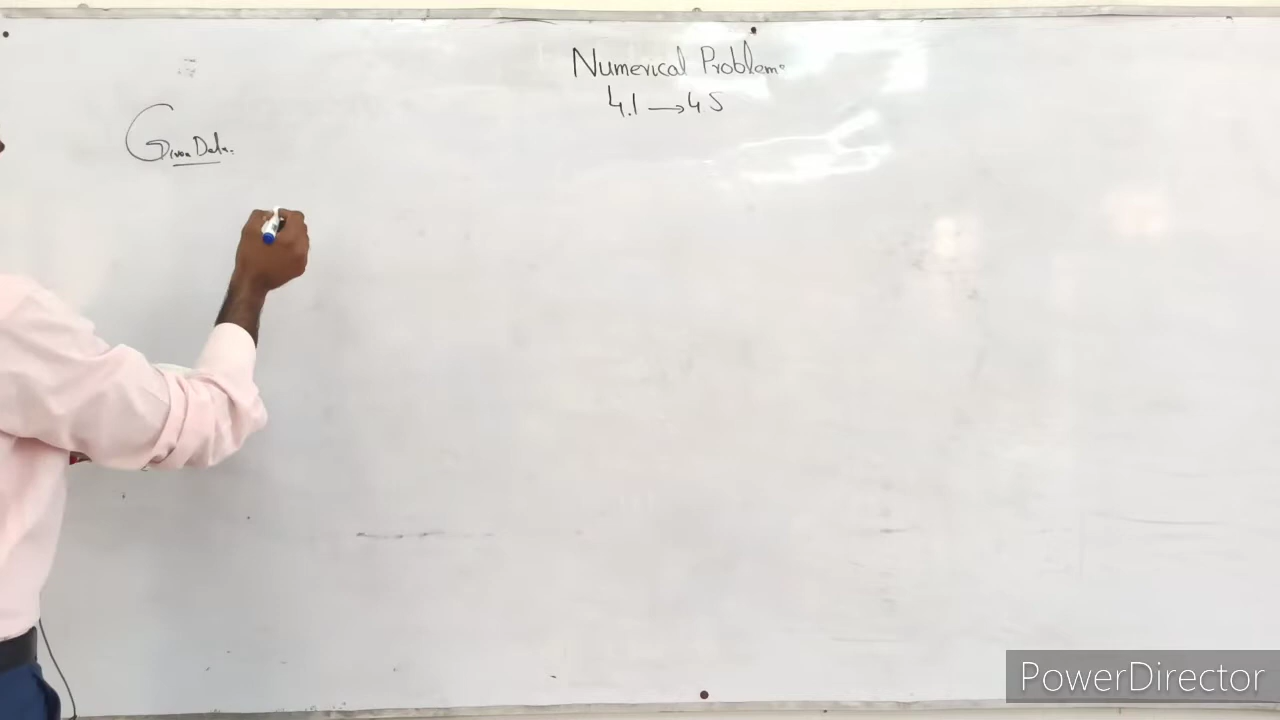 Numerical Problem:
4.1 → 4.5
Given Data:
PowerDirector